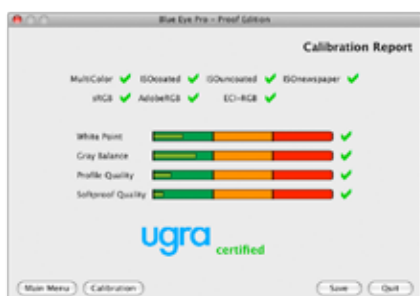 Blue Eye Pro - Proof Edition
Calibration Report
MultiColor ISOcoated ISOuncoated ISOnewspaper
sRGB AdobeRGB ECI-RGB
White Point
Gray Balance
Profile Quality
Softproof Quality
ugra certified
Main Menu Calibration Save Quit